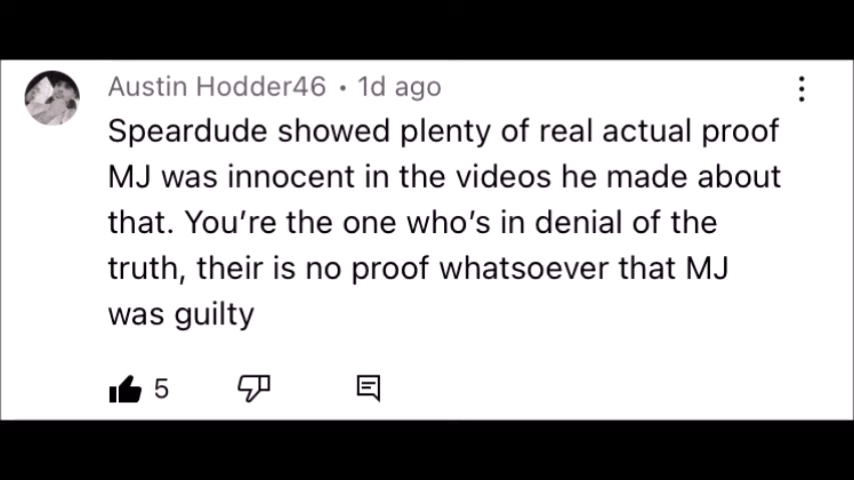 Austin Hodder46 • 1d ago
Speardude showed plenty of real actual proof
MJ was innocent in the videos he made about
that. You're the one who's in denial of the
truth, their is no proof whatsoever that MJ
was guilty
5